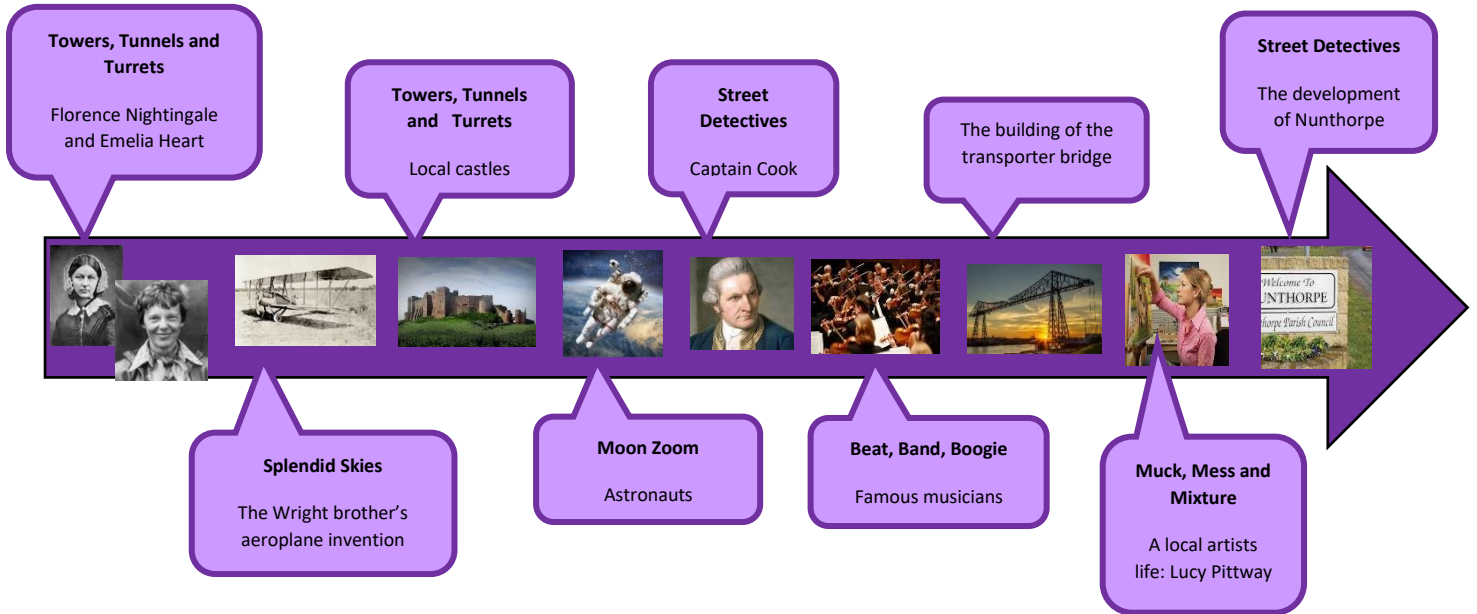 Towers, Tunnels and
Turrets
Florence Nightingale
and Emelia Heart
Splendid Skies
The Wright brother's
aeroplane invention
Towers, Tunnels
and Turrets
Local castles
Moon Zoom
Astronauts
Street
Detectives
Captain Cook
Beat, Band, Boogie
Famous musicians
The building of the
transporter bridge
Muck, Mess and
Mixture
A local artists
life: Lucy Pittway
Street Detectives
The development
of Nunthorpe
Welcome To
UNTHORPE
thorpe Parish Council